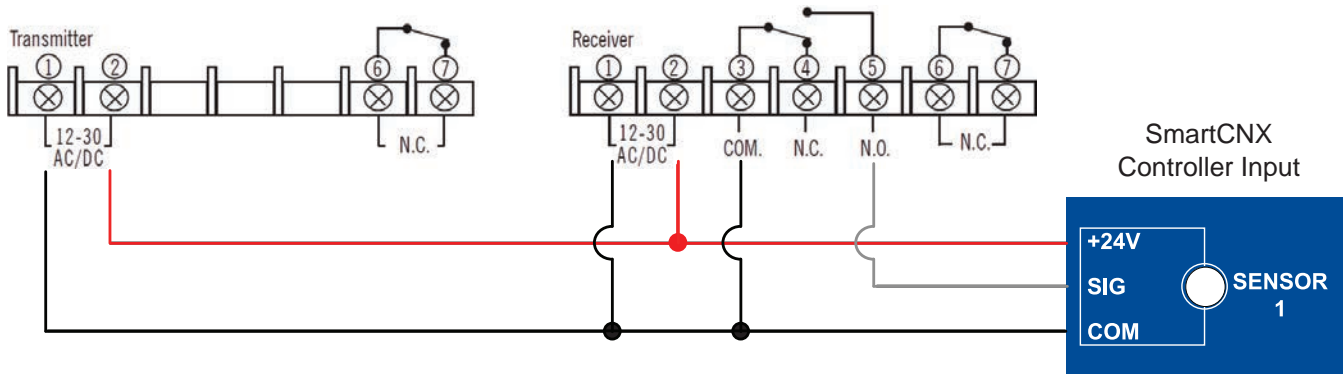 Transmitter
1 2 6 7
12-30
AC/DC
N.C.
Receiver
1 2 3 4 5 6 7
12-30
AC/DC
COM.
N.C.
N.O.
N.C.
SmartCNX
Controller Input
+24V
SIG
COM
SENSOR
1